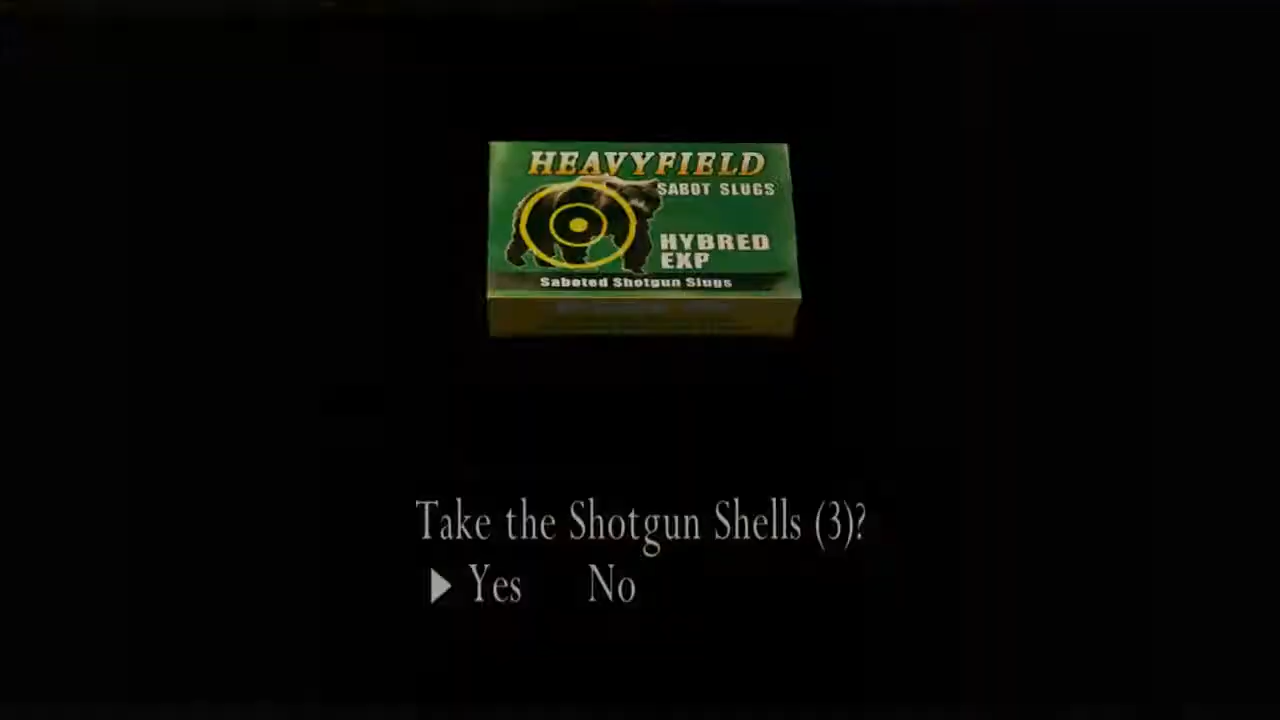 HEAVYFIELD
SABOT SLUGS
HYBRED
EXP
Saboted Shotgun Slugs
Take the Shotgun Shells (3)?
Yes No